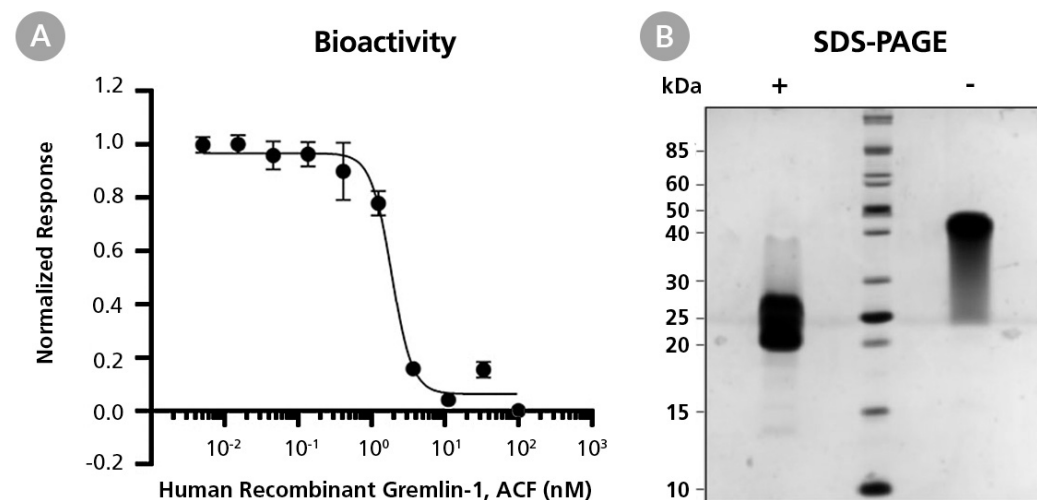 A
Bioactivity
1.2
1.0
0.8
0.6
0.4
0.2
0.0
-0.2
Normalized Response
10-2 10-1 100 101 102 103
Human Recombinant Gremlin-1, ACF (nM)
B
SDS-PAGE
kDa + -
85
60
50
40
30
25
20
15
10